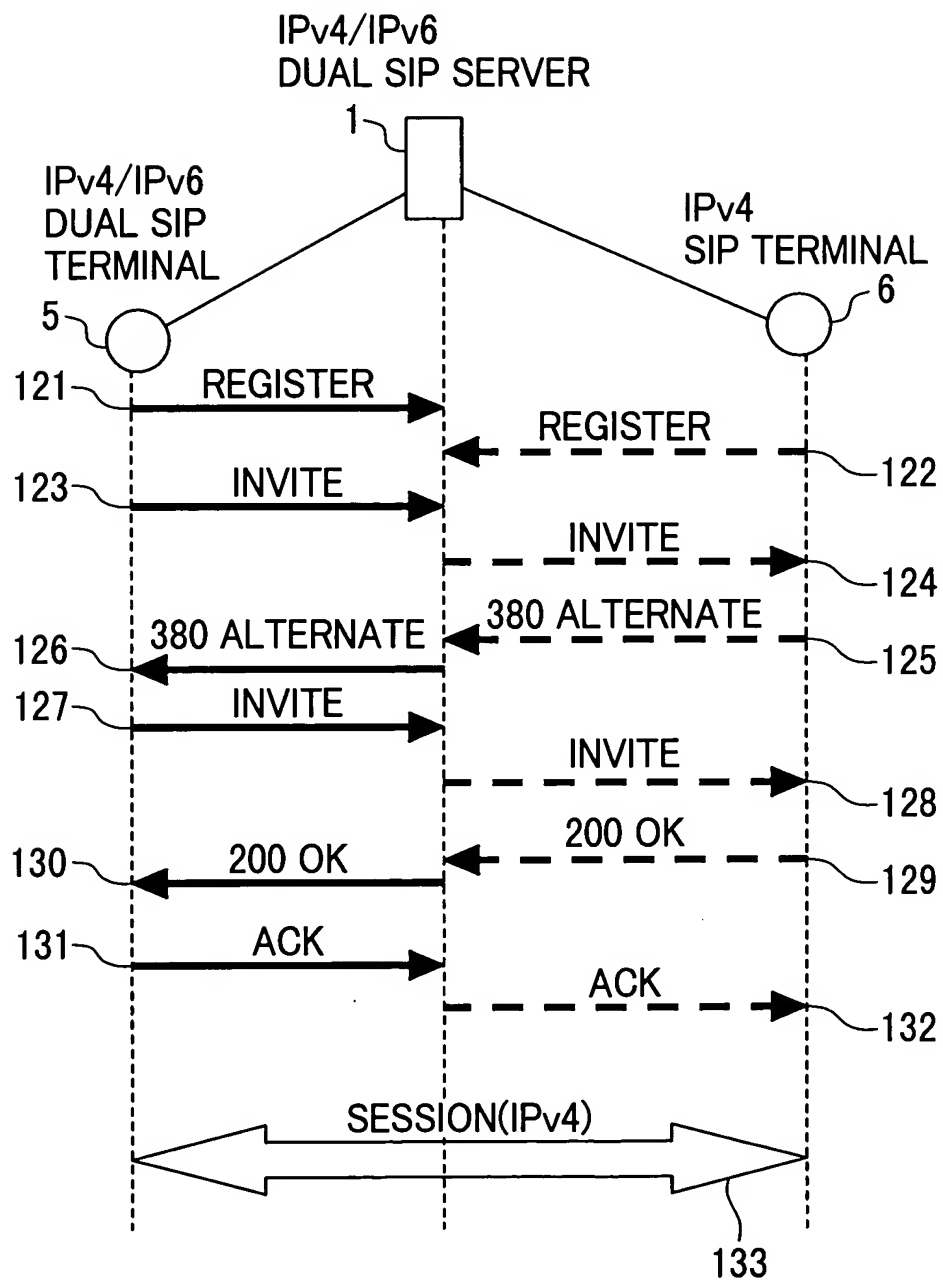 IPv4/IPv6
DUAL SIP SERVER
1
IPv4/IPv6
DUAL SIP
TERMINAL
5
IPv4
SIP TERMINAL
6
121
REGISTER
REGISTER
122
123
INVITE
INVITE
124
380 ALTERNATE
125
126
380 ALTERNATE
127
INVITE
INVITE
128
200 OK
129
130
200 OK
131
ACK
ACK
132
SESSION(IPv4)
133